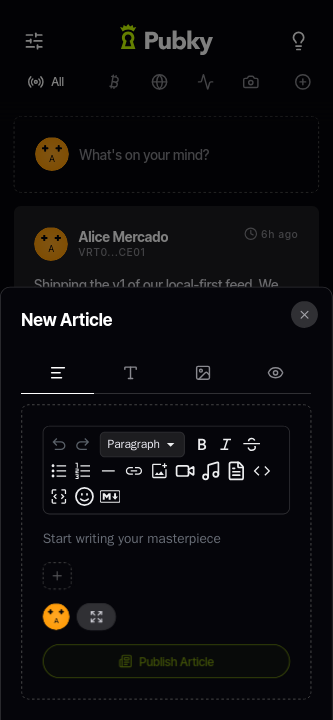 Pubky
All
What's on your mind?
Alice Mercado
6h ago
VRT0...CE01
Shipping the v1 of our local-first feed. We
New Article
Paragraph
B I S
M↓
Start writing your masterpiece
Publish Article